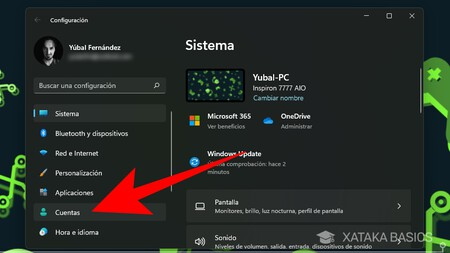 Configuración
Yúbal Fernández
Buscar una configuración
Sistema
Bluetooth y dispositivos
Red e Internet
Personalización
Aplicaciones
Cuentas
Hora e idioma
Sistema
Yubal-PC
Inspiron 7777 AIO
Cambiar nombre
Microsoft 365
Ver beneficios
OneDrive
Administrar
Windows Update
comprobación: hace 2
minutos
Pantalla
Monitores, brillo, luz nocturna, perfil de pantalla
Sonido
Niveles de volumen, salida, entrada, dispositivos de sonido
XATAKA BASICS